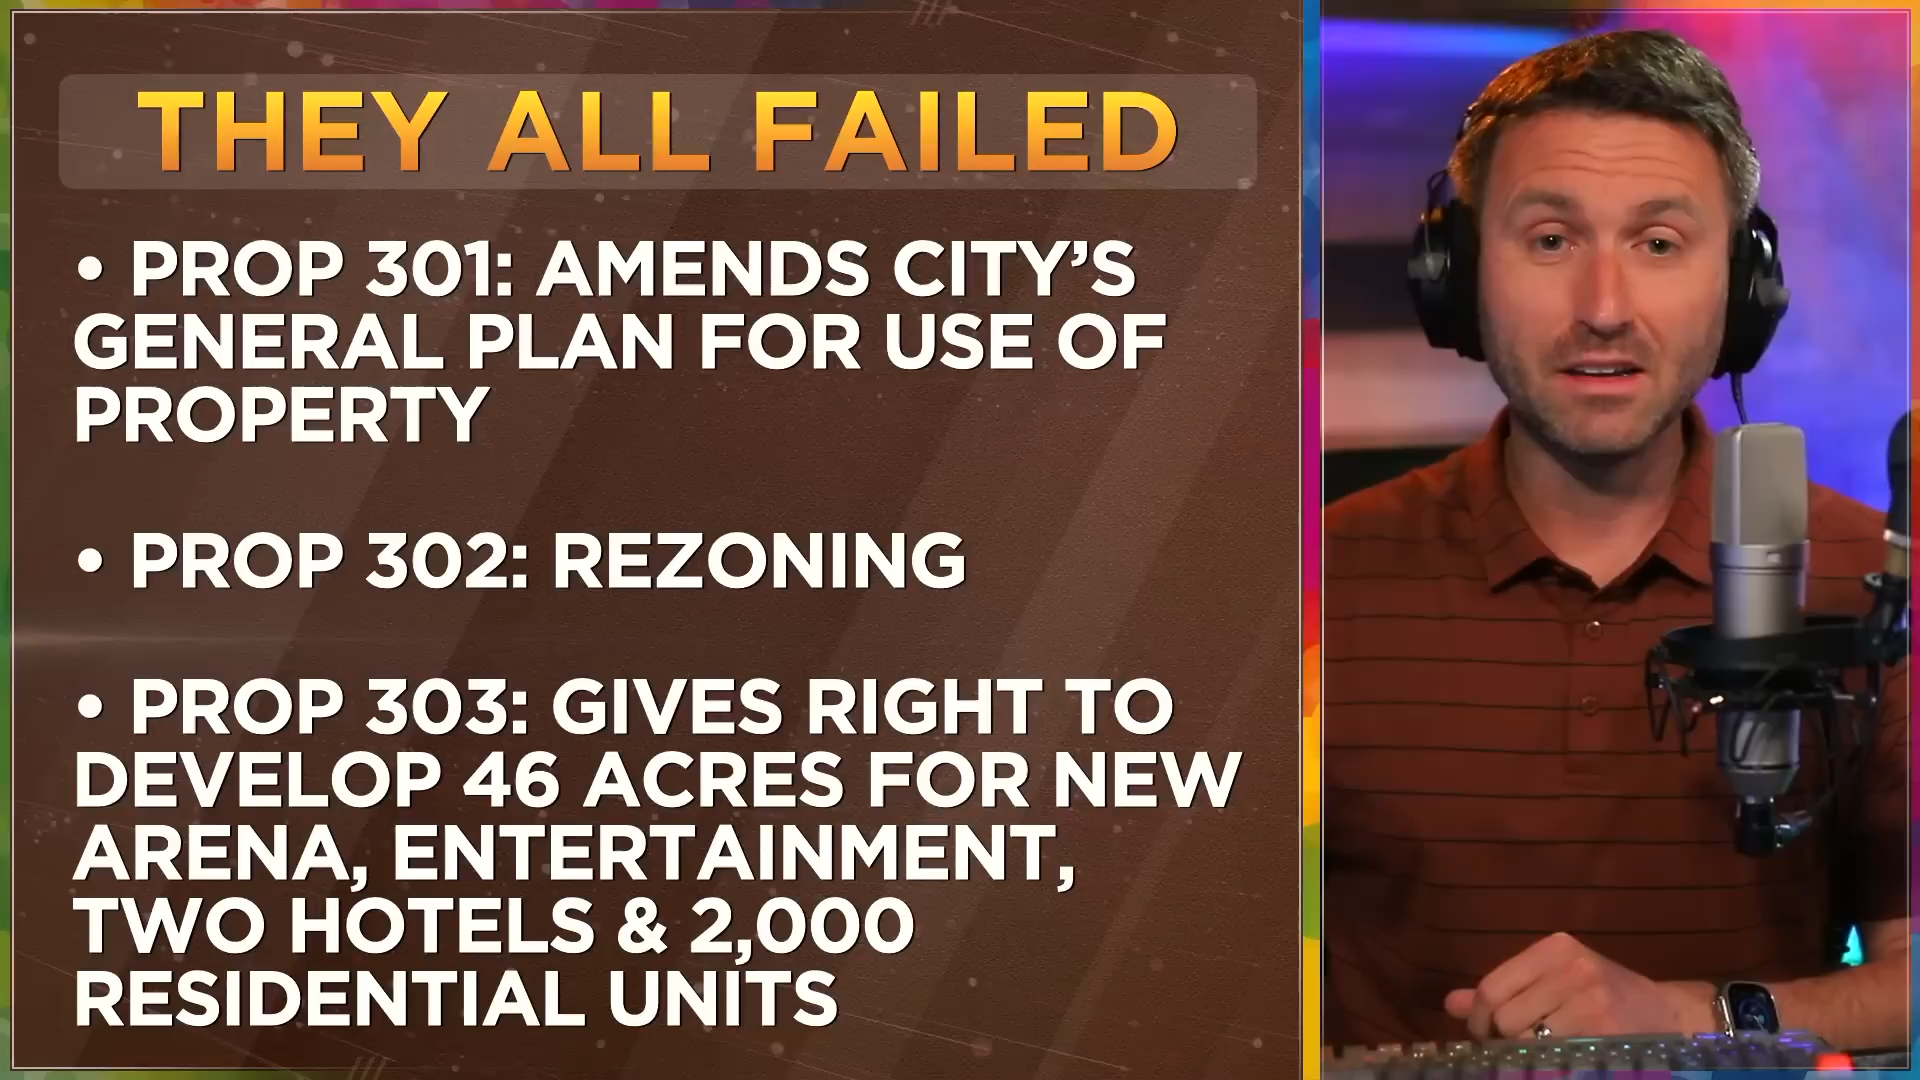 THEY ALL FAILED
• PROP 301: AMENDS CITY’S
GENERAL PLAN FOR USE OF
PROPERTY
• PROP 302: REZONING
• PROP 303: GIVES RIGHT TO
DEVELOP 46 ACRES FOR NEW
ARENA, ENTERTAINMENT,
TWO HOTELS & 2,000
RESIDENTIAL UNITS